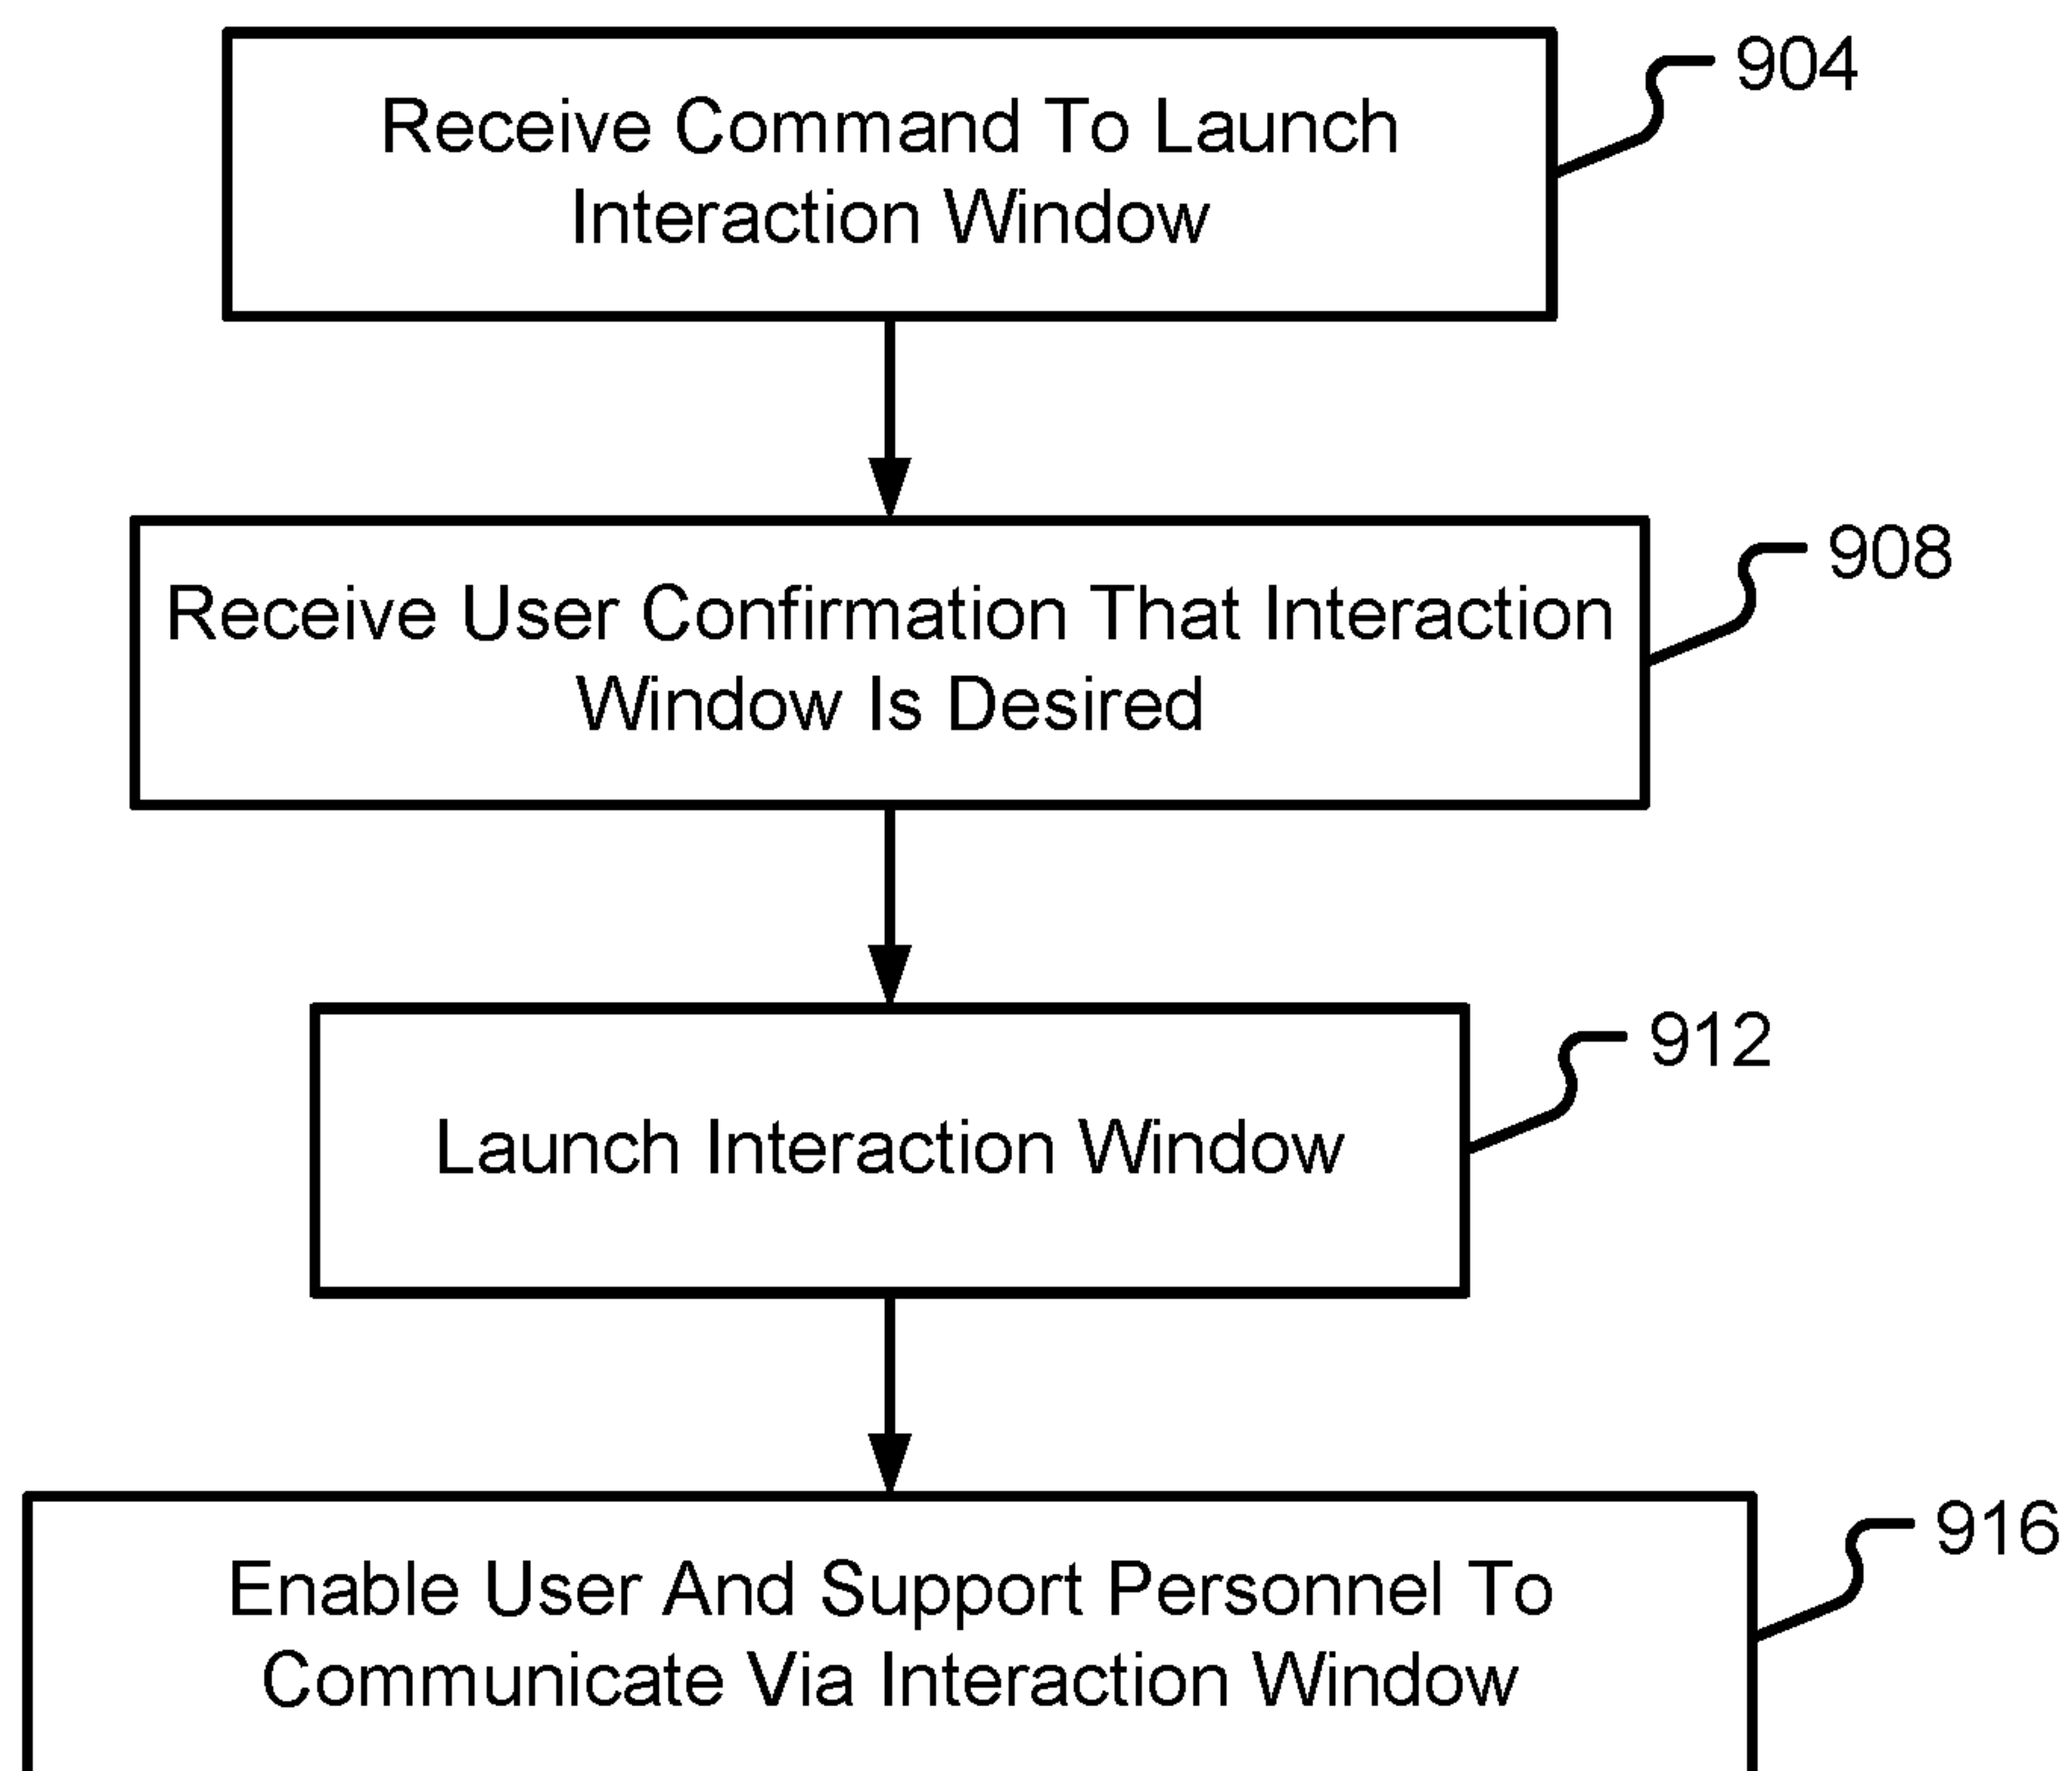 904
Receive Command To Launch
Interaction Window
908
Receive User Confirmation That Interaction
Window Is Desired
912
Launch Interaction Window
916
Enable User And Support Personnel To
Communicate Via Interaction Window